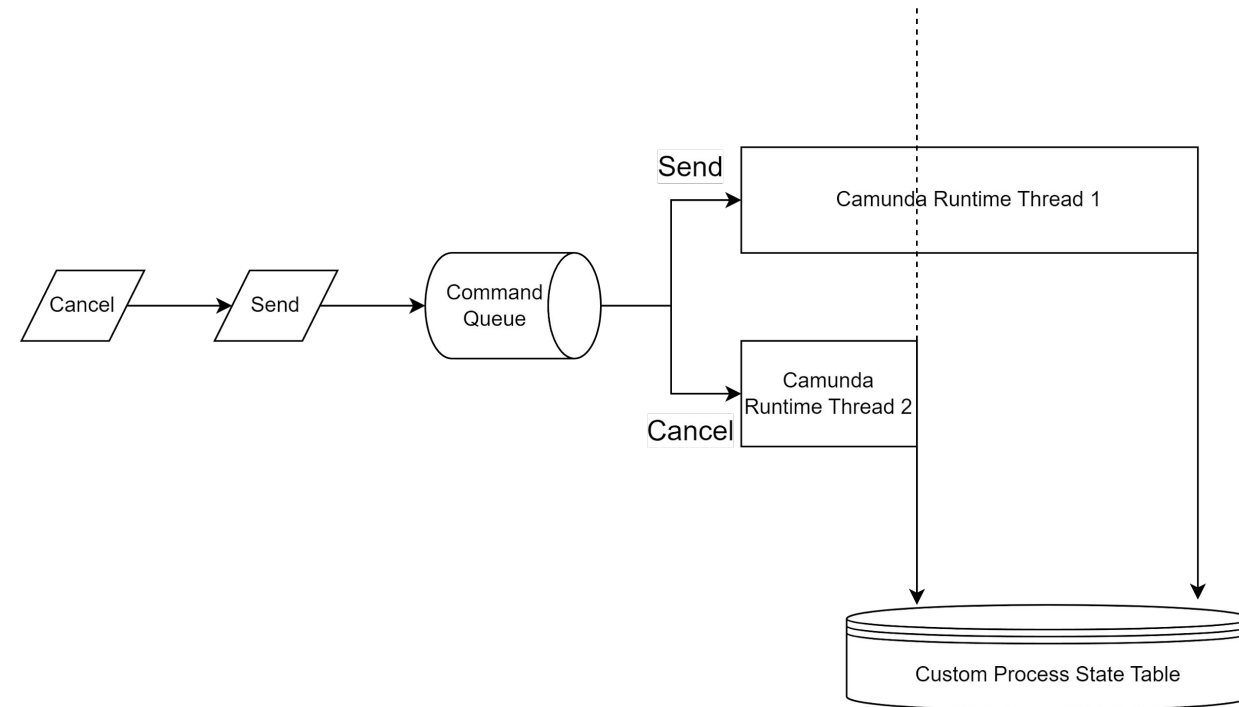 Send
Camunda Runtime Thread 1
Cancel
Send
Command
Queue
Camunda
Runtime Thread 2
Cancel
Custom Process State Table